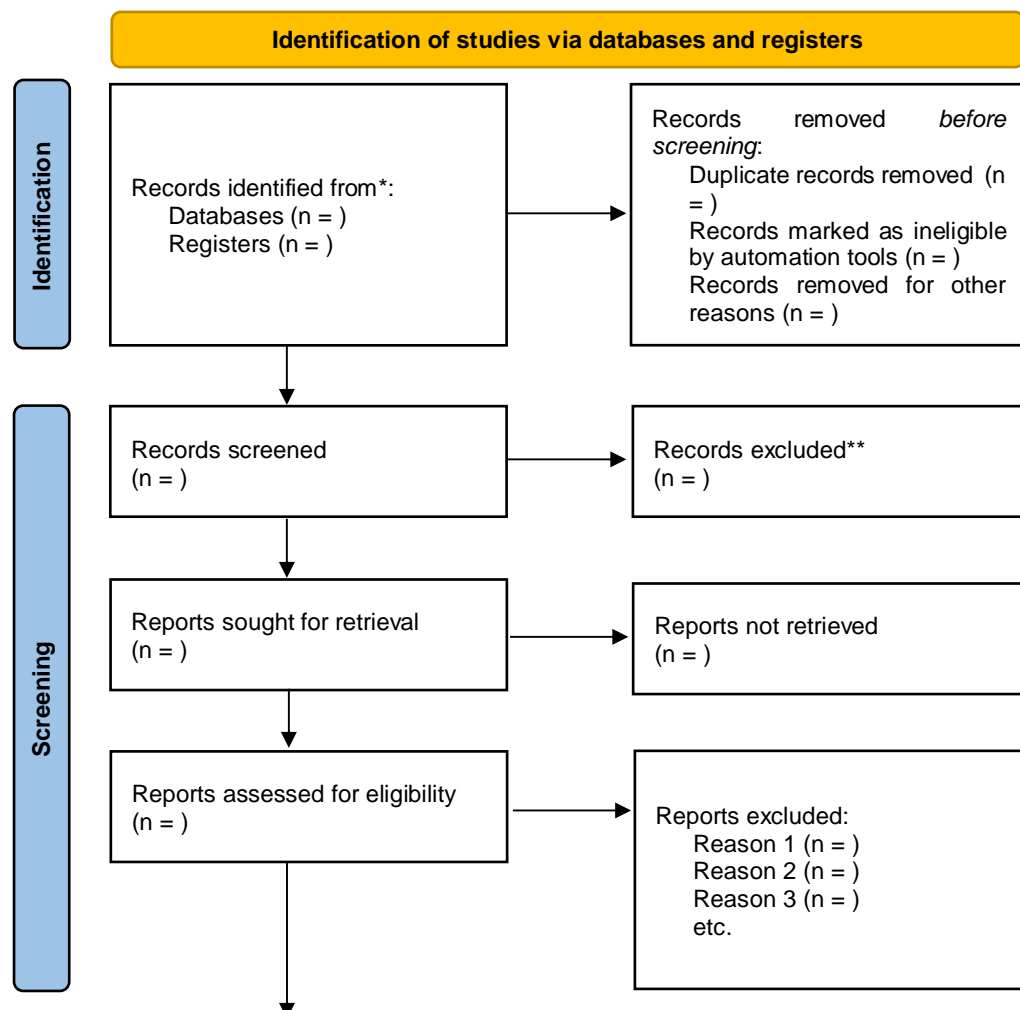 Identification of studies via databases and registers
Identification
Records identified from*:
Databases (n = )
Registers (n = )
Records removed before
screening:
Duplicate records removed (n
= )
Records marked as ineligible
by automation tools (n = )
Records removed for other
reasons (n = )
Screening
Records screened
(n = )
Records excluded**
(n = )
Reports sought for retrieval
(n = )
Reports not retrieved
(n = )
Reports assessed for eligibility
(n = )
Reports excluded:
Reason 1 (n = )
Reason 2 (n = )
Reason 3 (n = )
etc.